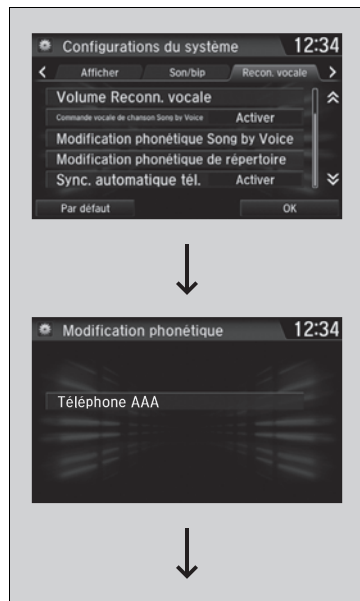 Configurations du système 12:34
Afficher Son/bip Recon. vocale
Volume Reconn. vocale
Commande vocale de chanson Song by Voice Activer
Modification phonétique Song by Voice
Modification phonétique de répertoire
Sync. automatique tél. Activer
Par défaut OK
Modification phonétique 12:34
Téléphone AAA